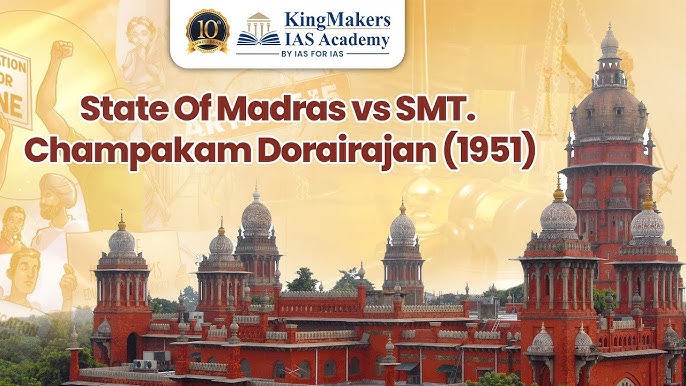 10th
KingMakers
IAS Academy
BY IAS FOR IAS
State Of Madras vs SMT.
Champakam Dorairajan (1951)